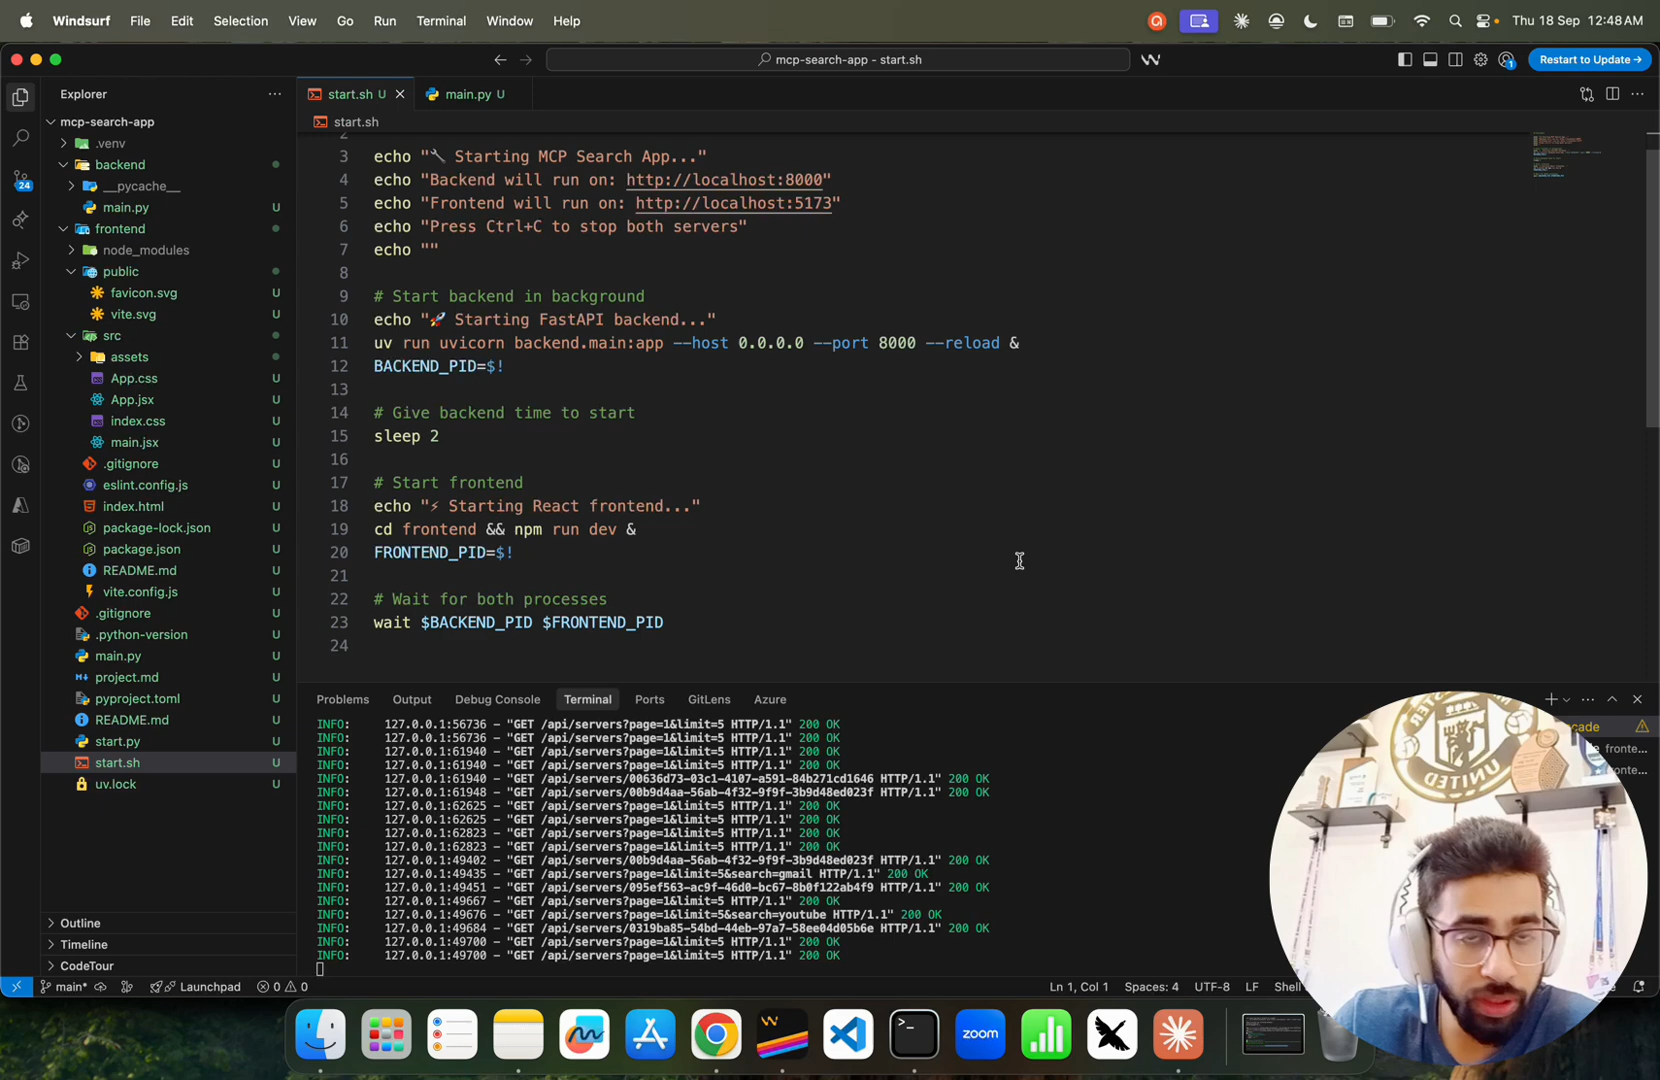 Windsurf File Edit Selection View Go Run Terminal Window Help
Thu 18 Sep 12:48 AM
mcp-search-app - start.sh
Restart to Update →
Explorer
start.sh U
main.py U
start.sh
mcp-search-app
.venv
backend
__pycache__
main.py U
frontend
node_modules
public
favicon.svg U
vite.svg U
src
assets
App.css U
App.jsx U
index.css U
main.jsx U
.gitignore U
eslint.config.js U
index.html U
package-lock.json U
package.json U
README.md U
vite.config.js U
.gitignore U
.python-version U
main.py U
project.md U
pyproject.toml U
README.md U
start.py U
start.sh U
uv.lock U
Outline
Timeline
CodeTour
24
2
3 echo "🔧 Starting MCP Search App..."
4 echo "Backend will run on: http://localhost:8000"
5 echo "Frontend will run on: http://localhost:5173"
6 echo "Press Ctrl+C to stop both servers"
7 echo ""
8
9 # Start backend in background
10 echo "🚀 Starting FastAPI backend..."
11 uv run uvicorn backend.main:app --host 0.0.0.0 --port 8000 --reload &
12 BACKEND_PID=$!
13
14 # Give backend time to start
15 sleep 2
16
17 # Start frontend
18 echo "⚡ Starting React frontend..."
19 cd frontend && npm run dev &
20 FRONTEND_PID=$!
21
22 # Wait for both processes
23 wait $BACKEND_PID $FRONTEND_PID
24
Problems Output Debug Console Terminal Ports GitLens Azure
INFO: 127.0.0.1:56736 - "GET /api/servers?page=1&limit=5 HTTP/1.1" 200 OK
INFO: 127.0.0.1:56736 - "GET /api/servers?page=1&limit=5 HTTP/1.1" 200 OK
INFO: 127.0.0.1:61940 - "GET /api/servers?page=1&limit=5 HTTP/1.1" 200 OK
INFO: 127.0.0.1:61940 - "GET /api/servers?page=1&limit=5 HTTP/1.1" 200 OK
INFO: 127.0.0.1:61940 - "GET /api/servers/00636d73-03c1-4107-a591-84b271cd1646 HTTP/1.1" 200 OK
INFO: 127.0.0.1:61948 - "GET /api/servers/00b9d4aa-56ab-4f32-9f9f-3b9d48ed023f HTTP/1.1" 200 OK
INFO: 127.0.0.1:62625 - "GET /api/servers?page=1&limit=5 HTTP/1.1" 200 OK
INFO: 127.0.0.1:62625 - "GET /api/servers?page=1&limit=5 HTTP/1.1" 200 OK
INFO: 127.0.0.1:62823 - "GET /api/servers?page=1&limit=5 HTTP/1.1" 200 OK
INFO: 127.0.0.1:62823 - "GET /api/servers?page=1&limit=5 HTTP/1.1" 200 OK
INFO: 127.0.0.1:49402 - "GET /api/servers/00b9d4aa-56ab-4f32-9f9f-3b9d48ed023f HTTP/1.1" 200 OK
INFO: 127.0.0.1:49435 - "GET /api/servers?page=1&limit=5&search=gmail HTTP/1.1" 200 OK
INFO: 127.0.0.1:49451 - "GET /api/servers/095ef563-ac9f-46d0-bc67-8b0f122ab4f9 HTTP/1.1" 200 OK
INFO: 127.0.0.1:49667 - "GET /api/servers?page=1&limit=5 HTTP/1.1" 200 OK
INFO: 127.0.0.1:49676 - "GET /api/servers?page=1&limit=5&search=youtube HTTP/1.1" 200 OK
INFO: 127.0.0.1:49684 - "GET /api/servers/0319ba85-54bd-44eb-97a7-58ee04d05b6e HTTP/1.1" 200 OK
INFO: 127.0.0.1:49700 - "GET /api/servers?page=1&limit=5 HTTP/1.1" 200 OK
INFO: 127.0.0.1:49700 - "GET /api/servers?page=1&limit=5 HTTP/1.1" 200 OK
cade
fronte...
fronte...
UNITED
main* Launchpad 0 0 Ln 1, Col 1 Spaces: 4 UTF-8 LF Shell
zoom